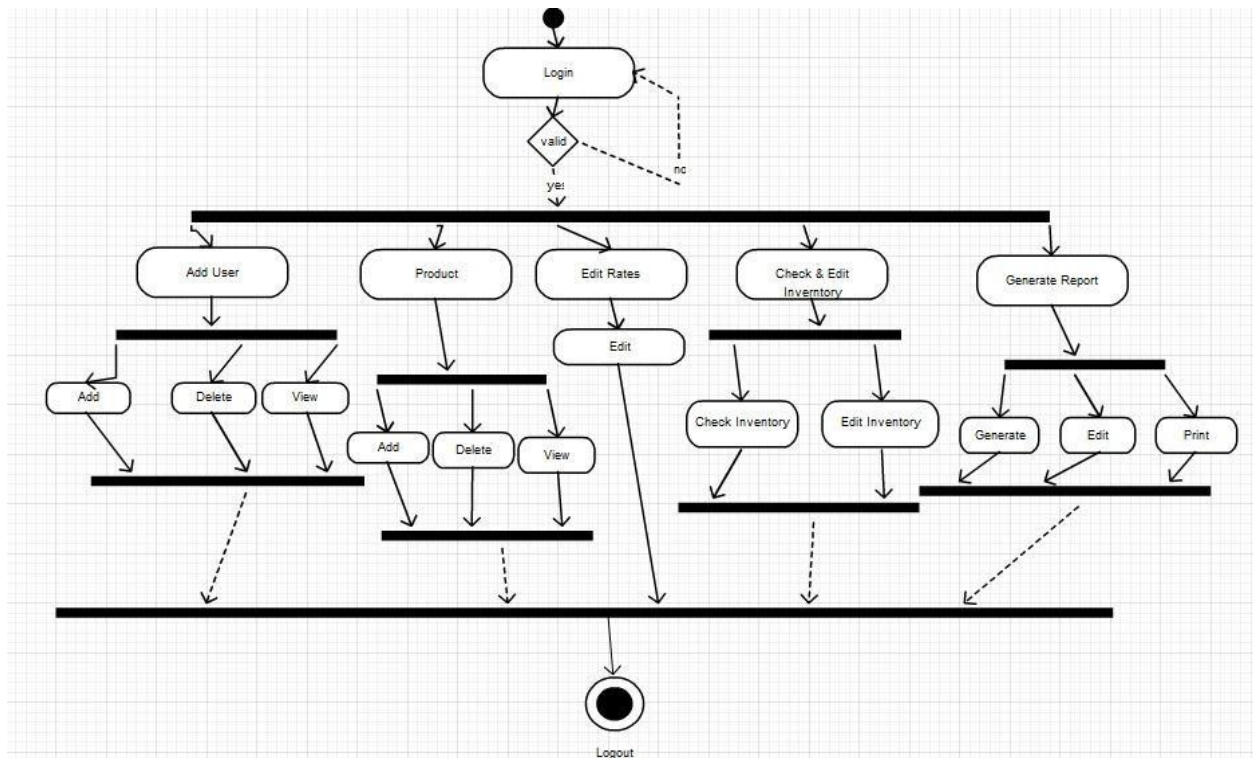 Login
valid
nc
yes
Add User
Product
Edit Rates
Check & Edit
Inverntory
Generate Report
Edit
Add
Delete
View
Add
Delete
View
Check Inventory
Edit Inventory
Generate
Edit
Print
Logout